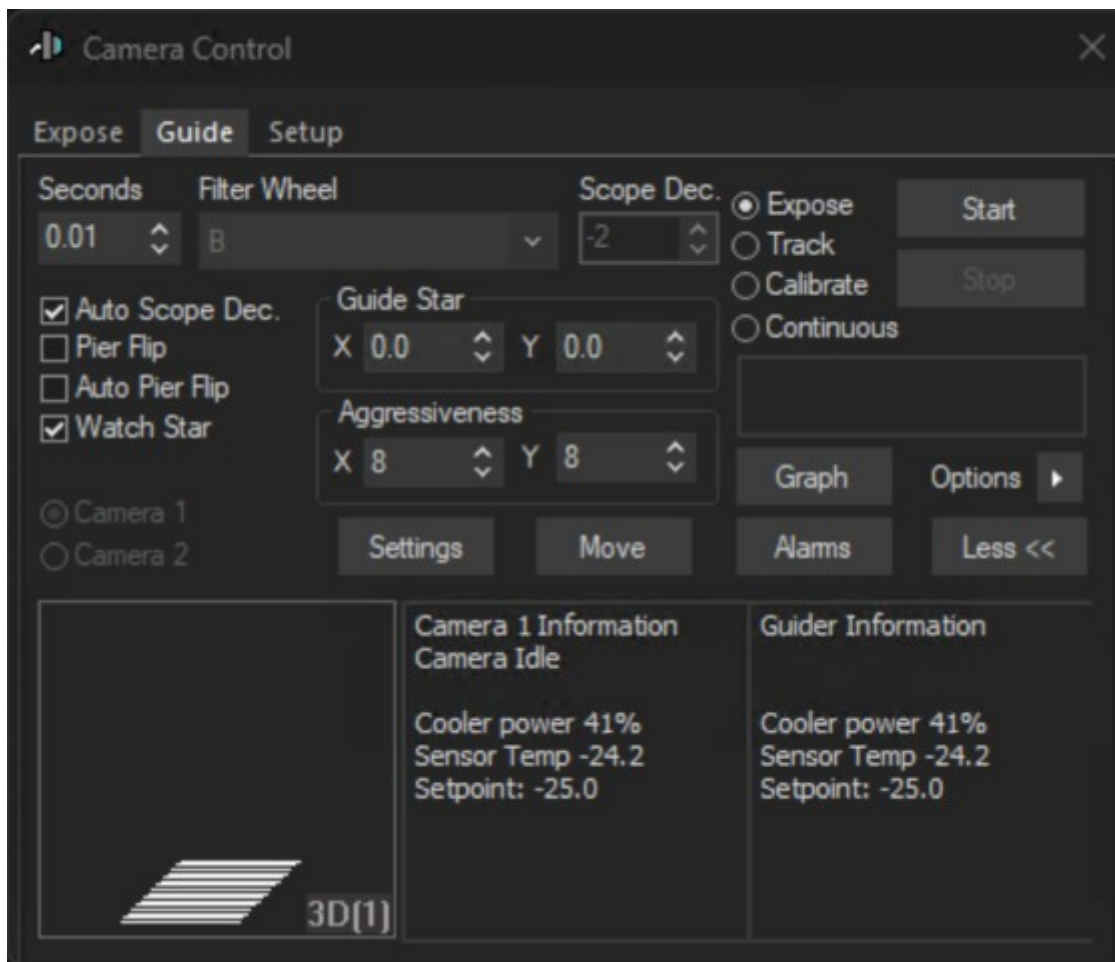 Camera Control
Expose Guide Setup
Seconds Filter Wheel Scope Dec.
0.01 B -2
Expose
Track
Calibrate
Continuous
Start
Stop
Auto Scope Dec.
Pier Flip
Auto Pier Flip
Watch Star
Guide Star
X 0.0 Y 0.0
Aggressiveness
X 8 Y 8
Camera 1
Camera 2
Settings Move
Graph Options
Alarms Less <<
3D(1)
Camera 1 Information
Camera Idle
Cooler power 41%
Sensor Temp -24.2
Setpoint: -25.0
Guider Information
Cooler power 41%
Sensor Temp -24.2
Setpoint: -25.0